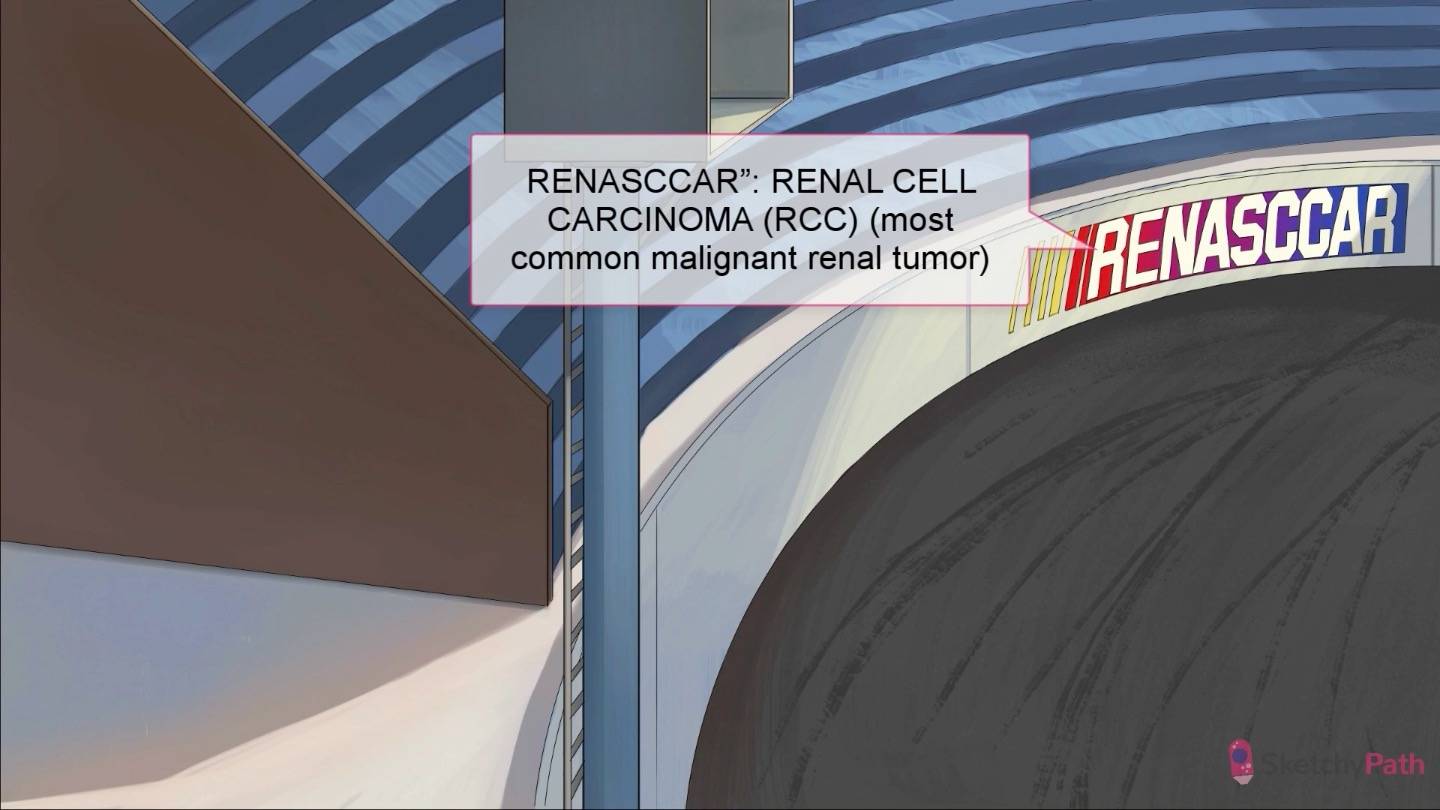 RENASCCAR”: RENAL CELL
CARCINOMA (RCC) (most
common malignant renal tumor)
RENASCCAR
SketchyPath